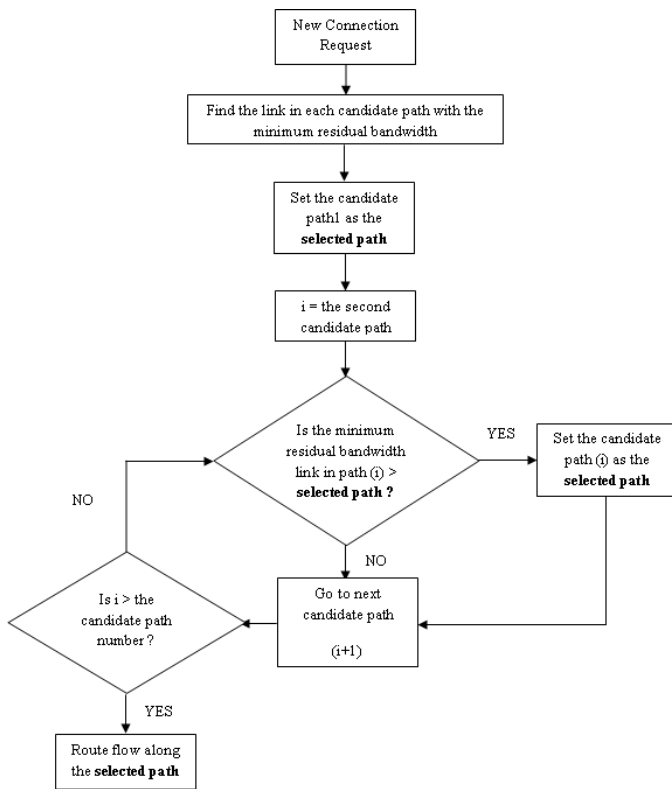 New Connection
Request
Find the link in each candidate path with the
minimum residual bandwidth
Set the candidate
path1 as the
selected path
i = the second
candidate path
Is the minimum
residual bandwidth
link in path (i) >
selected path ?
YES
Set the candidate
path (i) as the
selected path
NO
NO
Go to next
candidate path
(i+1)
Is i > the
candidate path
number ?
YES
Route flow along
the selected path